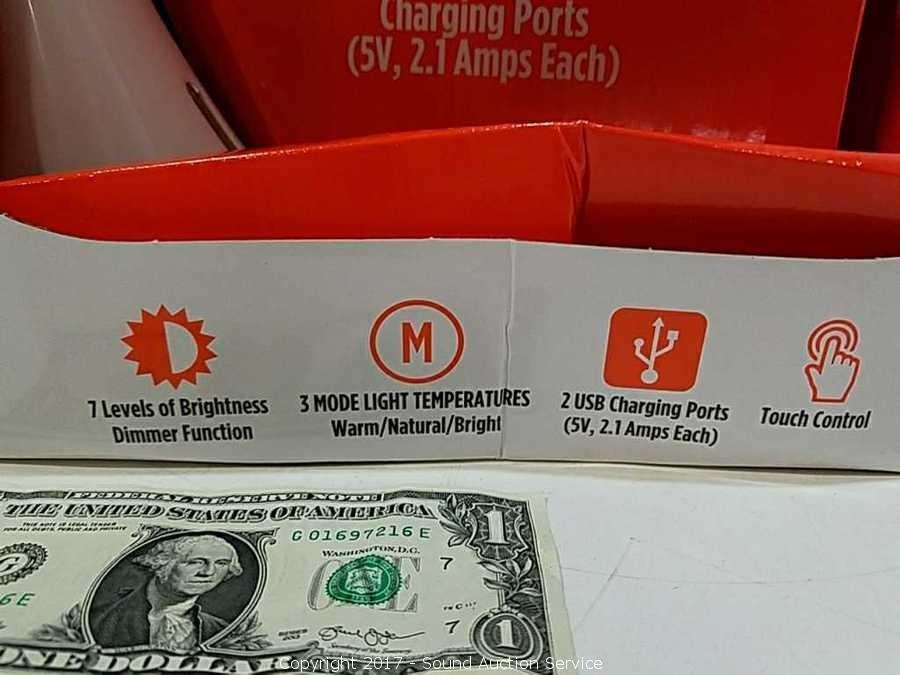 Charging Ports
(5V, 2.1 Amps Each)
7 Levels of Brightness
Dimmer Function
M
3 MODE LIGHT TEMPERATURES
Warm/Natural/Bright
2 USB Charging Ports
(5V, 2.1 Amps Each)
Touch Control
FEDERAL RESERVE NOTE
THE UNITED STATES OF AMERICA
THIS NOTE IS LEGAL TENDER
FOR ALL DEBTS, PUBLIC AND PRIVATE
G 01697216 E
WASHINGTON, D.C.
1
G
7
6 E
ONE
SERIES
2013
7
1
ONE DOLLAR
Copyright 2017 - Sound Auction Service